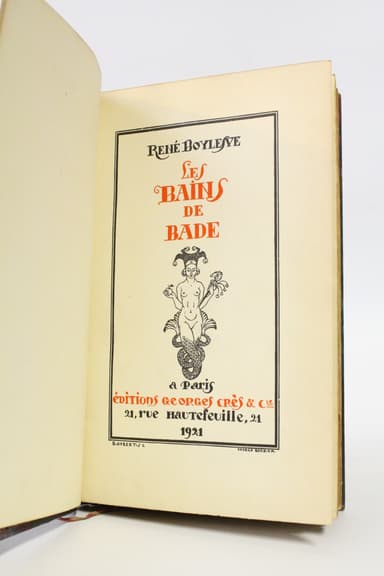 RENÉ BOYLESVE
LES
BAINS
DE
BADE
A PARIS
ÉDITIONS GEORGES CRÈS & Cie
21, RUE HAUTEFEUILLE, 21
1921